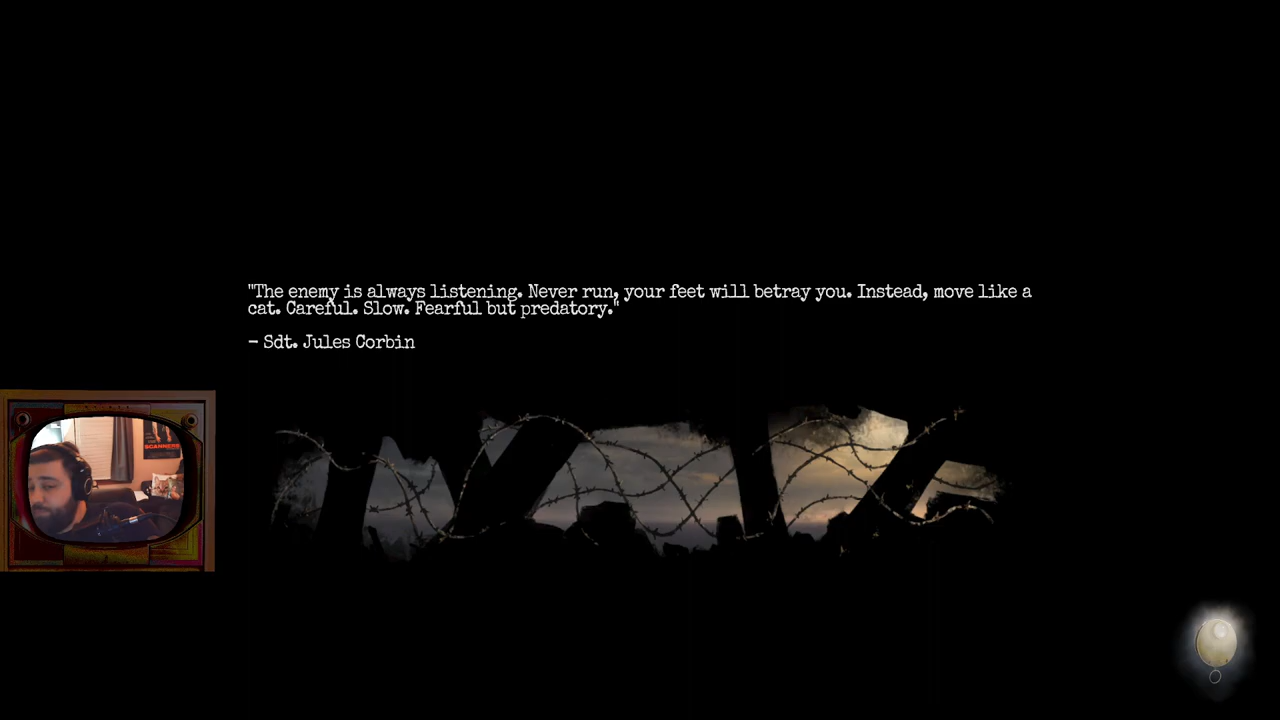 "The enemy is always listening. Never run, your feet will betray you. Instead, move like a
cat. Careful. Slow. Fearful but predatory."
- Sdt. Jules Corbin
SCANNERS